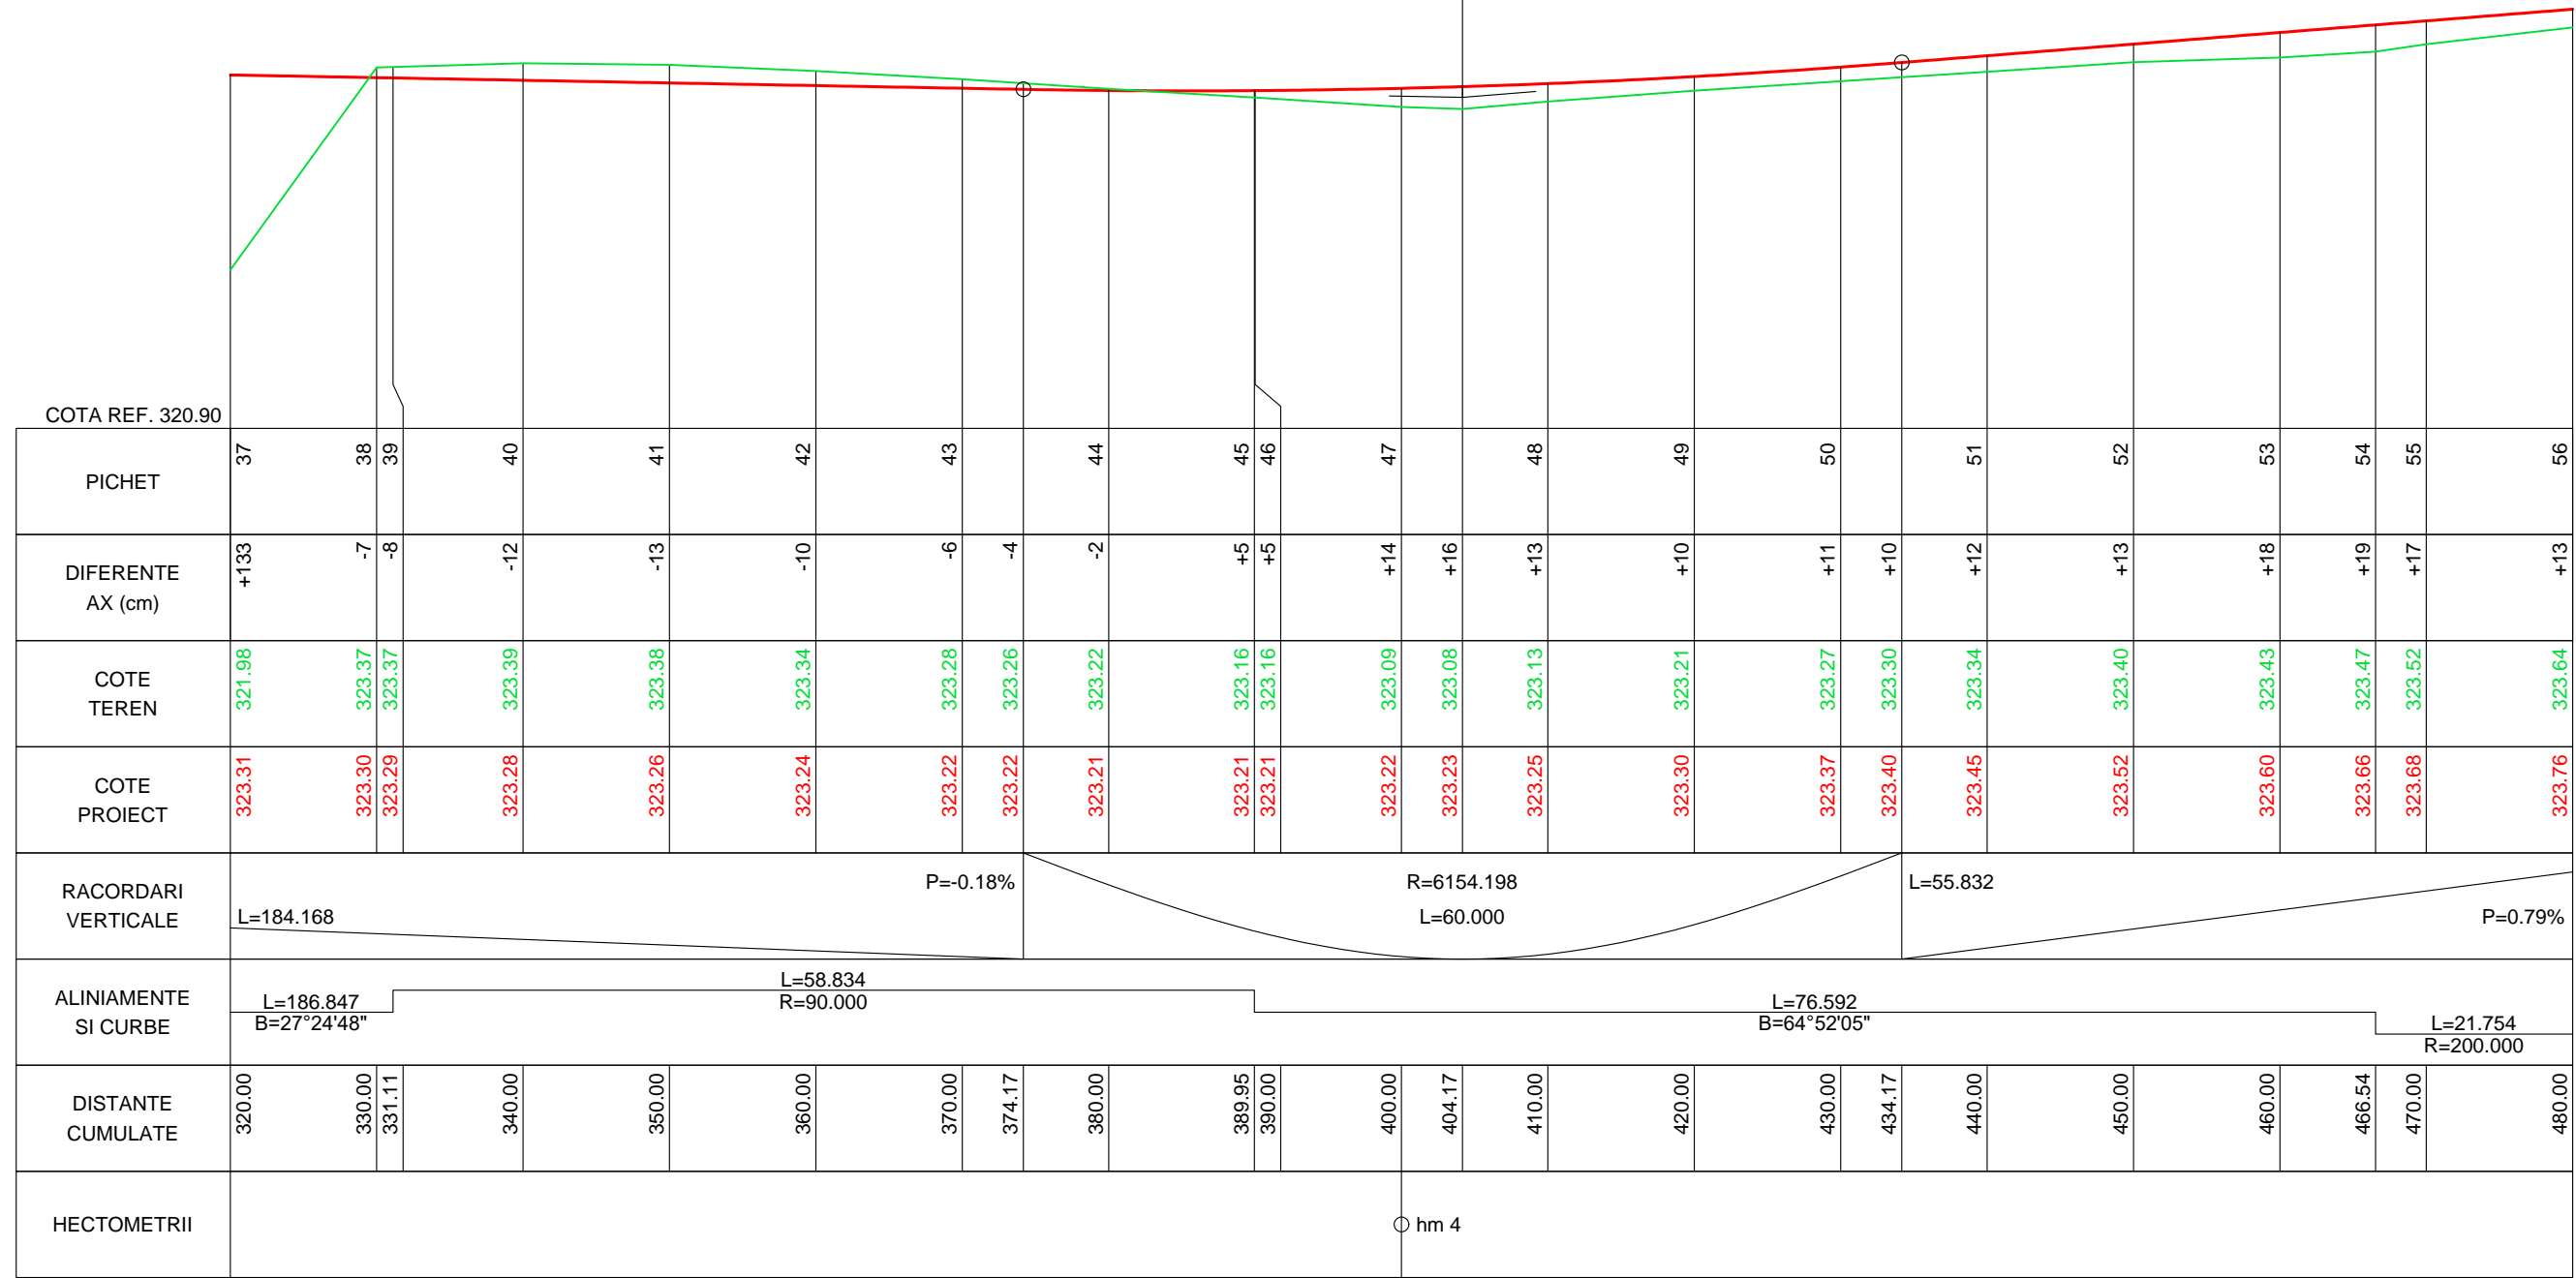 COTA REF. 320.90
PICHET
37 38 39 40 41 42 43 44 45 46 47 48 49 50 51 52 53 54 55 56
DIFERENTE
AX (cm)
+133 -7 -8 -12 -13 -10 -6 -4 -2 +5 +5 +14 +16 +13 +10 +11 +10 +12 +13 +18 +19 +17 +13
COTE
TEREN
321.98 323.37 323.37 323.39 323.38 323.34 323.28 323.26 323.22 323.16 323.16 323.09 323.08 323.13 323.21 323.27 323.30 323.34 323.40 323.43 323.47 323.52 323.64
COTE
PROIECT
323.31 323.30 323.29 323.28 323.26 323.24 323.22 323.22 323.21 323.21 323.21 323.22 323.23 323.25 323.30 323.37 323.40 323.45 323.52 323.60 323.66 323.68 323.76
RACORDARI
VERTICALE
P=-0.18% R=6154.198 L=55.832
L=184.168 L=60.000 P=0.79%
ALINIAMENTE
SI CURBE
L=58.834
L=186.847 R=90.000 L=76.592
B=27°24'48" B=64°52'05" L=21.754
R=200.000
DISTANTE
CUMULATE
320.00 330.00 331.11 340.00 350.00 360.00 370.00 374.17 380.00 389.95 390.00 400.00 404.17 410.00 420.00 430.00 434.17 440.00 450.00 460.00 466.54 470.00 480.00
HECTOMETRII
hm 4